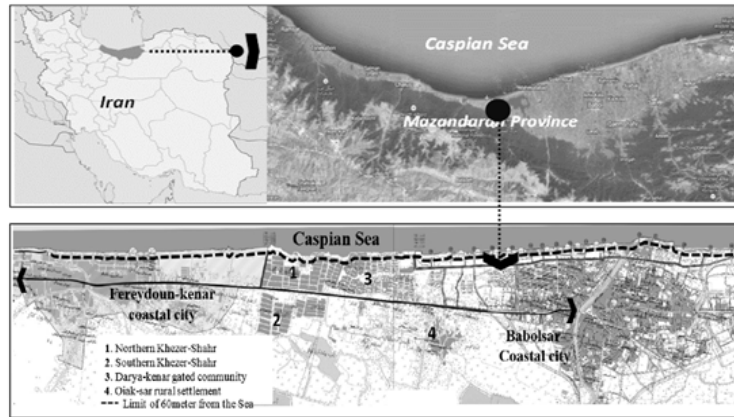 Caspian Sea
Iran
Mazandaran Province
Caspian Sea
1
3
Fereydoun-kenar
coastal city
2
4
Babolsar
Coastal city
1. Northern Khezer-Shahr
2. Southern Khezer-Shahr
3. Darya-kenar gated community
4. Oiak-sar rural settlement
Limit of 60meter from the Sea